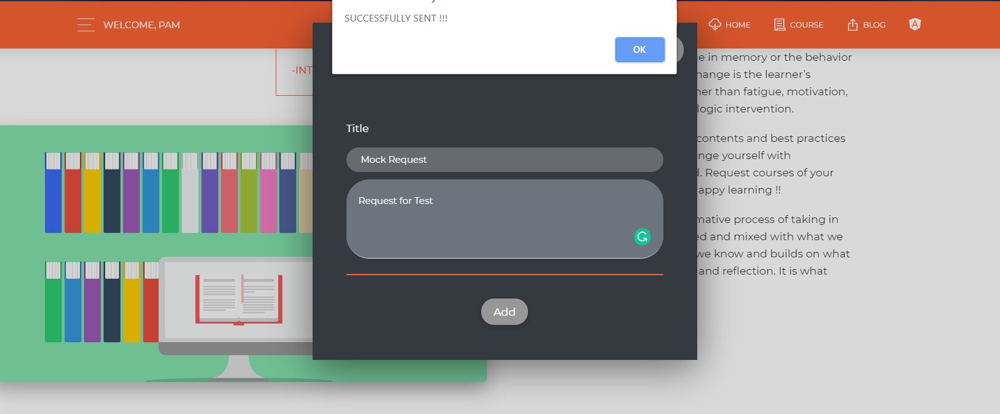 SUCCESSFULLY SENT !!!
OK
WELCOME, PAM
HOME
COURSE
BLOG
-INT
Title
Mock Request
Request for Test
Add
e in memory or the behavior
hange is the learner’s
her than fatigue, motivation,
logic intervention.
contents and best practices
enge yourself with
d. Request courses of your
appy learning !!
mative process of taking in
ed and mixed with what we
we know and builds on what
and reflection. It is what